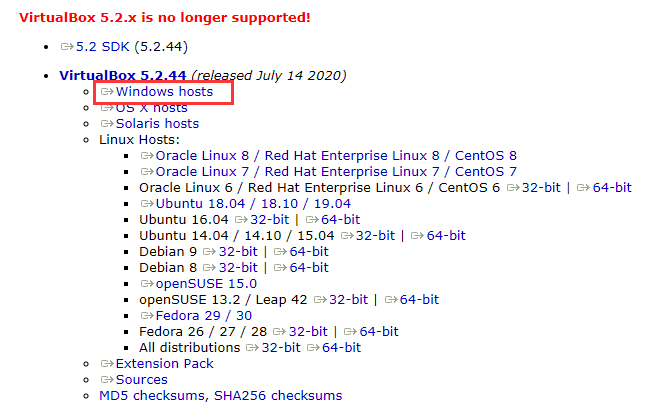 VirtualBox 5.2.x is no longer supported!
5.2 SDK (5.2.44)
VirtualBox 5.2.44 (released July 14 2020)
Windows hosts
OS X hosts
Solaris hosts
Linux Hosts:
Oracle Linux 8 / Red Hat Enterprise Linux 8 / CentOS 8
Oracle Linux 7 / Red Hat Enterprise Linux 7 / CentOS 7
Oracle Linux 6 / Red Hat Enterprise Linux 6 / CentOS 6 32-bit | 64-bit
Ubuntu 18.04 / 18.10 / 19.04
Ubuntu 16.04 32-bit | 64-bit
Ubuntu 14.04 / 14.10 / 15.04 32-bit | 64-bit
Debian 9 32-bit | 64-bit
Debian 8 32-bit | 64-bit
openSUSE 15.0
openSUSE 13.2 / Leap 42 32-bit | 64-bit
Fedora 29 / 30
Fedora 26 / 27 / 28 32-bit | 64-bit
All distributions 32-bit 64-bit
Extension Pack
Sources
MD5 checksums, SHA256 checksums